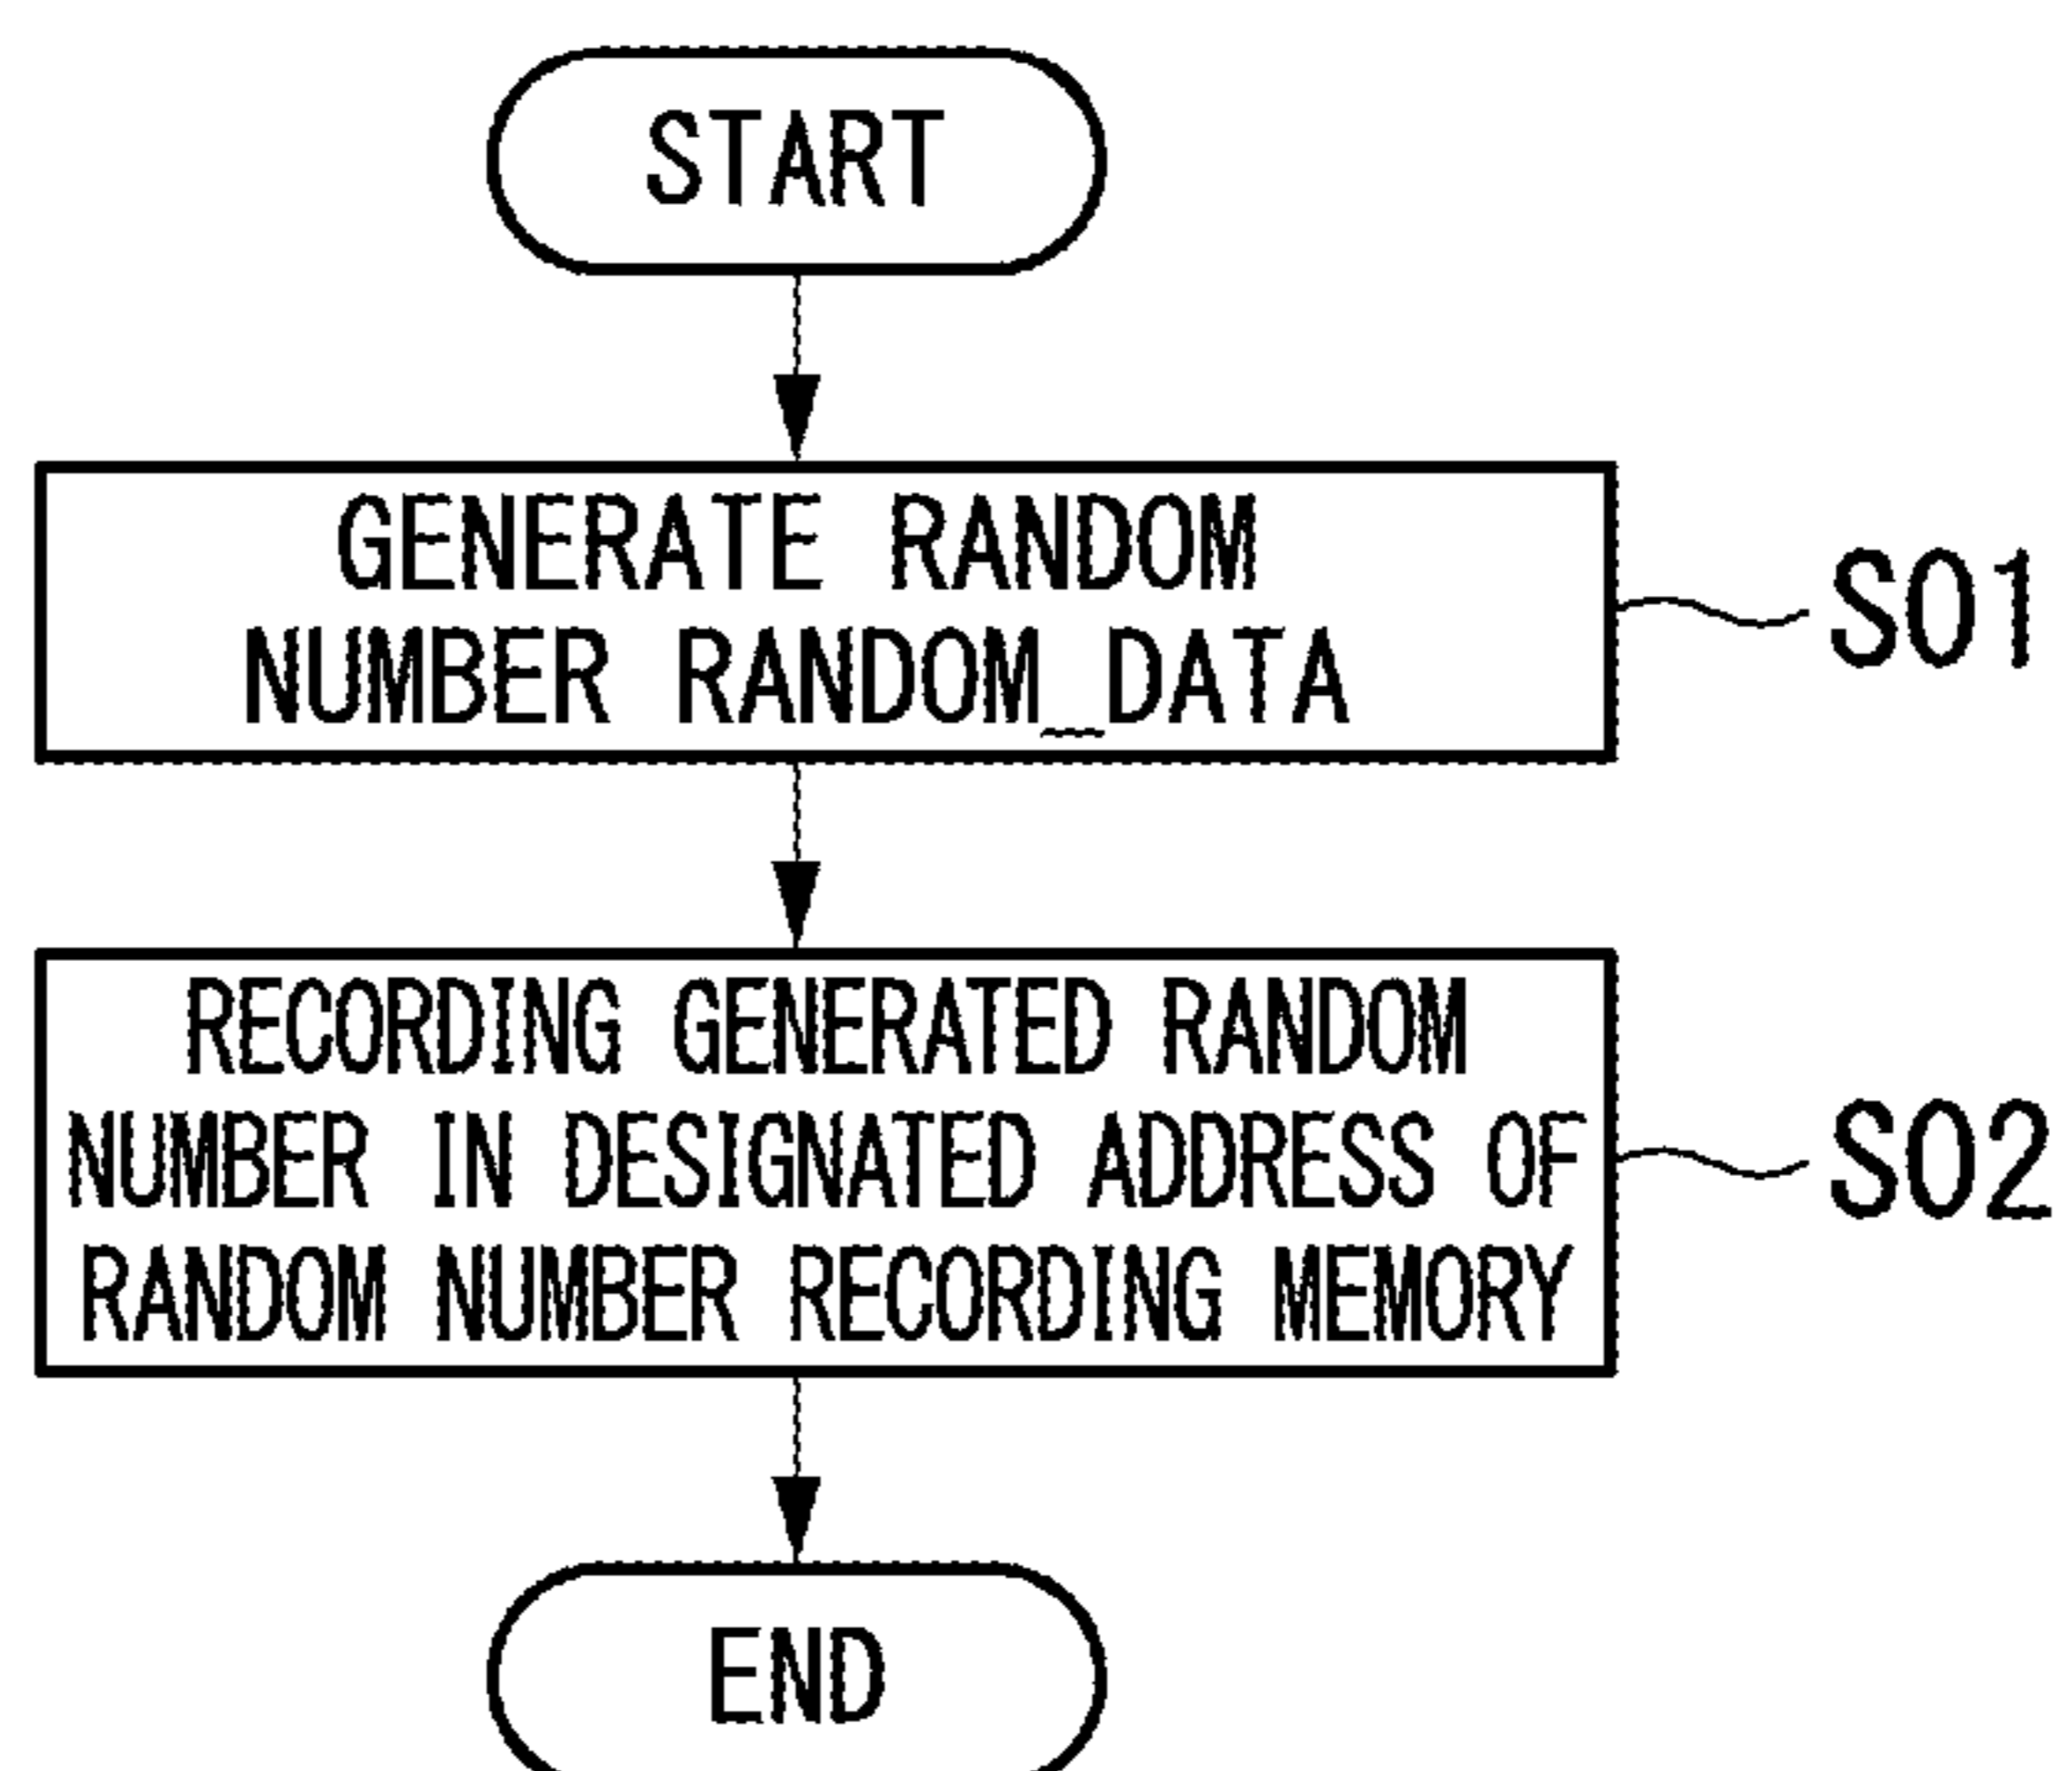 START
GENERATE RANDOM
NUMBER RANDOM_DATA
S01
RECORDING GENERATED RANDOM
NUMBER IN DESIGNATED ADDRESS OF
RANDOM NUMBER RECORDING MEMORY
S02
END